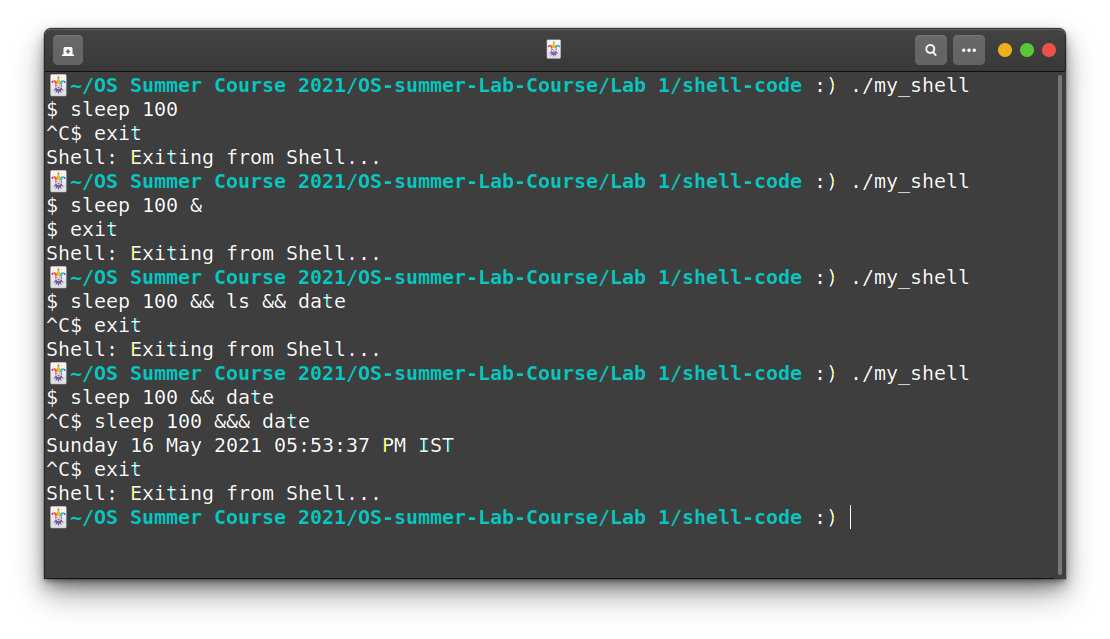 🃏
🃏~/OS Summer Course 2021/OS-summer-Lab-Course/Lab 1/shell-code :) ./my_shell
$ sleep 100
^C$ exit
Shell: Exiting from Shell...
🃏~/OS Summer Course 2021/OS-summer-Lab-Course/Lab 1/shell-code :) ./my_shell
$ sleep 100 &
$ exit
Shell: Exiting from Shell...
🃏~/OS Summer Course 2021/OS-summer-Lab-Course/Lab 1/shell-code :) ./my_shell
$ sleep 100 && ls && date
^C$ exit
Shell: Exiting from Shell...
🃏~/OS Summer Course 2021/OS-summer-Lab-Course/Lab 1/shell-code :) ./my_shell
$ sleep 100 && date
^C$ sleep 100 &&& date
Sunday 16 May 2021 05:53:37 PM IST
^C$ exit
Shell: Exiting from Shell...
🃏~/OS Summer Course 2021/OS-summer-Lab-Course/Lab 1/shell-code :)